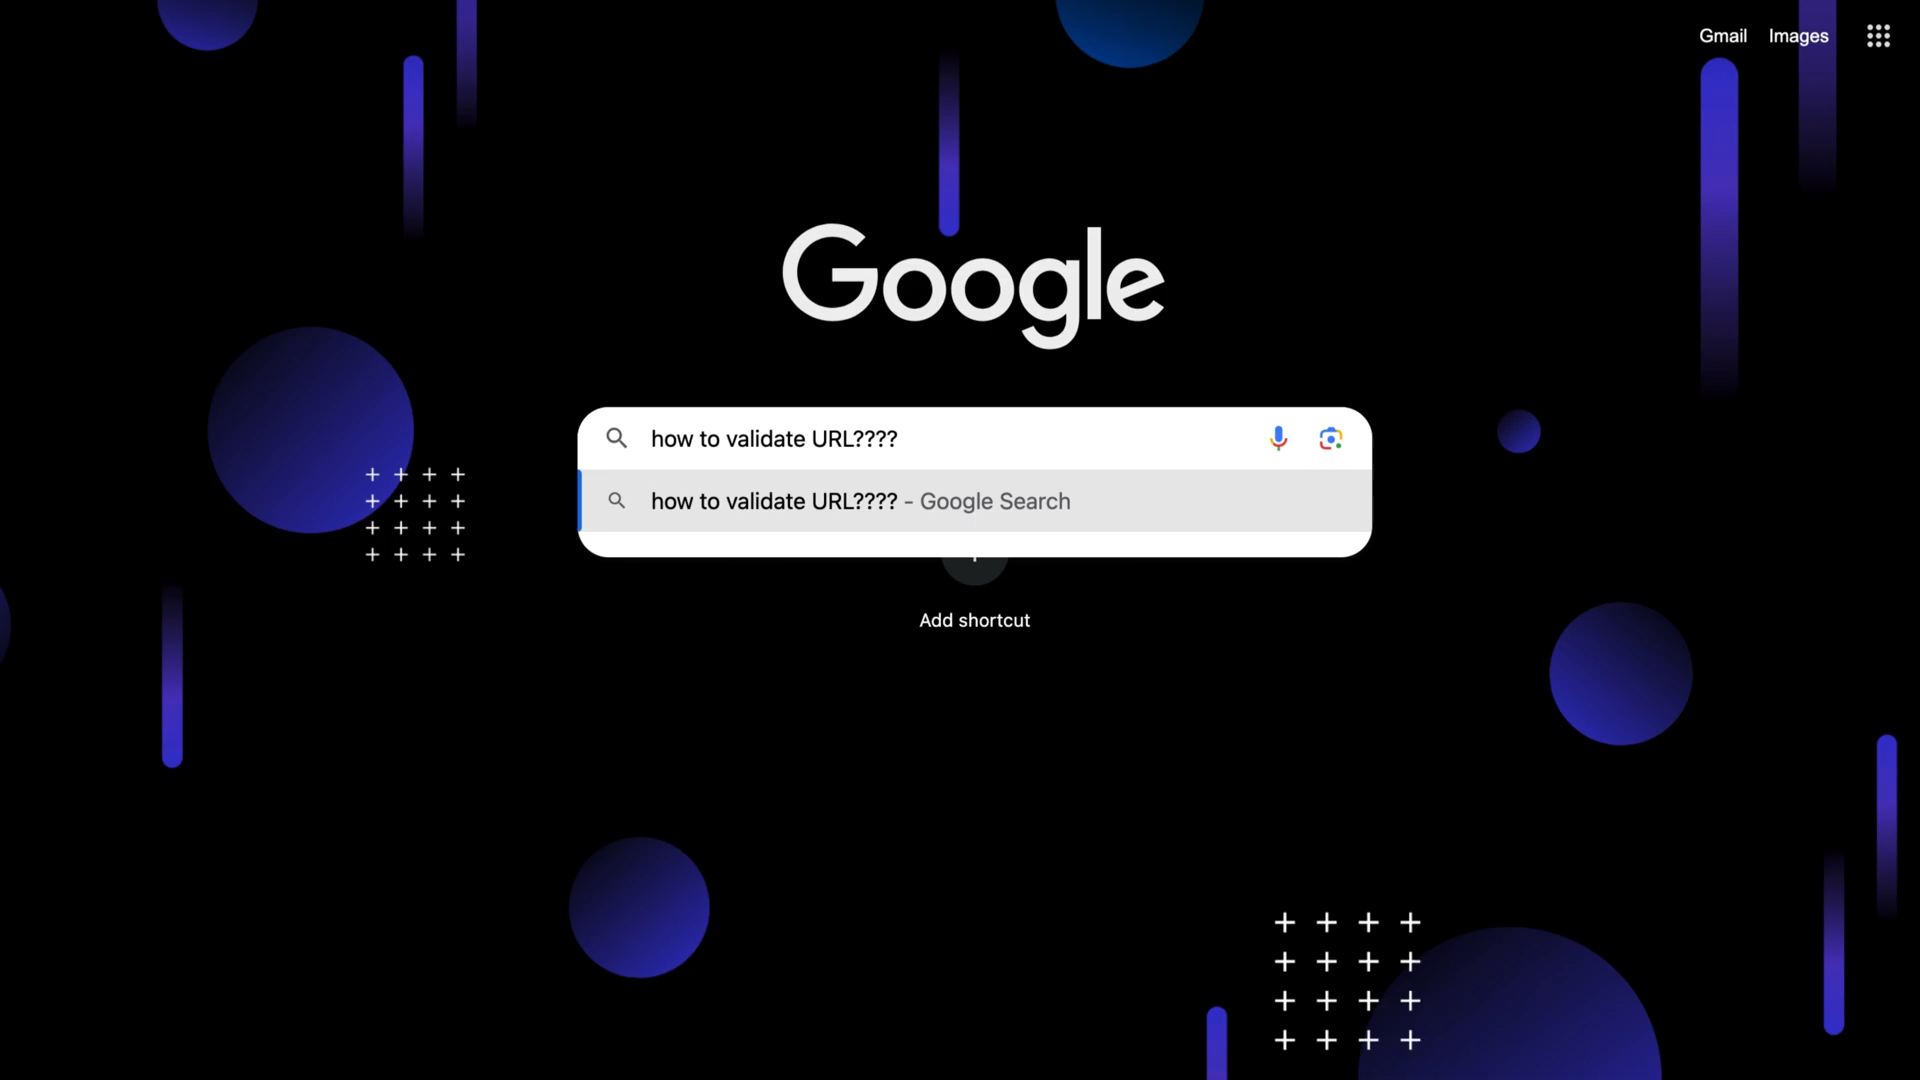 Gmail Images
Google
how to validate URL????
how to validate URL???? - Google Search
Add shortcut